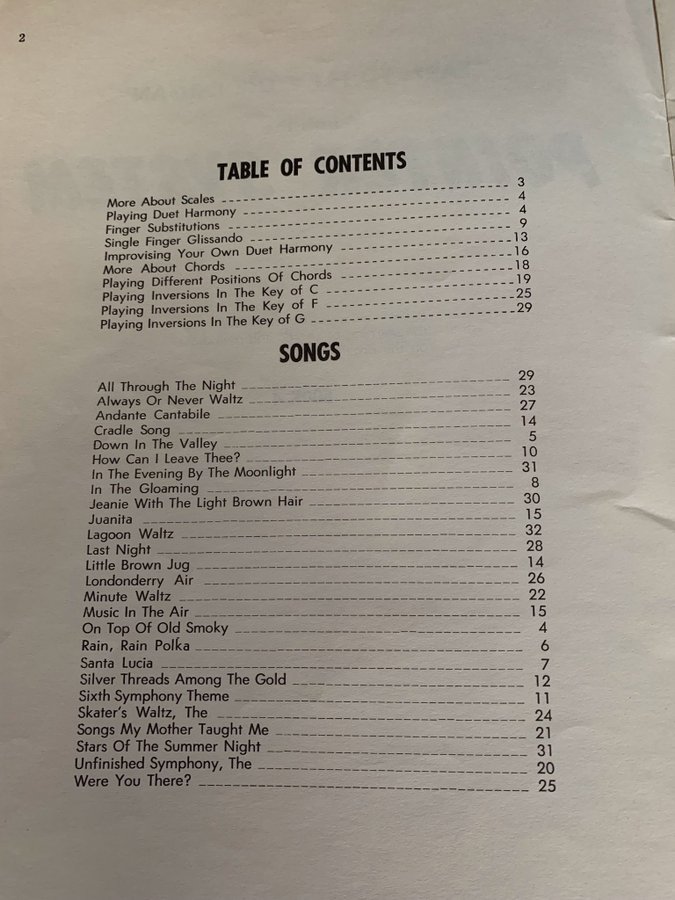 2
TABLE OF CONTENTS
More About Scales 3
Playing Duet Harmony 4
Finger Substitutions 4
Single Finger Glissando 9
Improvising Your Own Duet Harmony 13
More About Chords 16
Playing Different Positions Of Chords 18
Playing Inversions In The Key of C 19
Playing Inversions In The Key of F 25
Playing Inversions In The Key of G 29
SONGS
All Through The Night 29
Always Or Never Waltz 23
Andante Cantabile 27
Cradle Song 14
Down In The Valley 5
How Can I Leave Thee? 10
In The Evening By The Moonlight 31
In The Gloaming 8
Jeanie With The Light Brown Hair 30
Juanita 15
Lagoon Waltz 32
Last Night 28
Little Brown Jug 14
Londonderry Air 26
Minute Waltz 22
Music In The Air 15
On Top Of Old Smoky 4
Rain, Rain Polka 6
Santa Lucia 7
Silver Threads Among The Gold 12
Sixth Symphony Theme 11
Skater's Waltz, The 24
Songs My Mother Taught Me 21
Stars Of The Summer Night 31
Unfinished Symphony, The 20
Were You There? 25